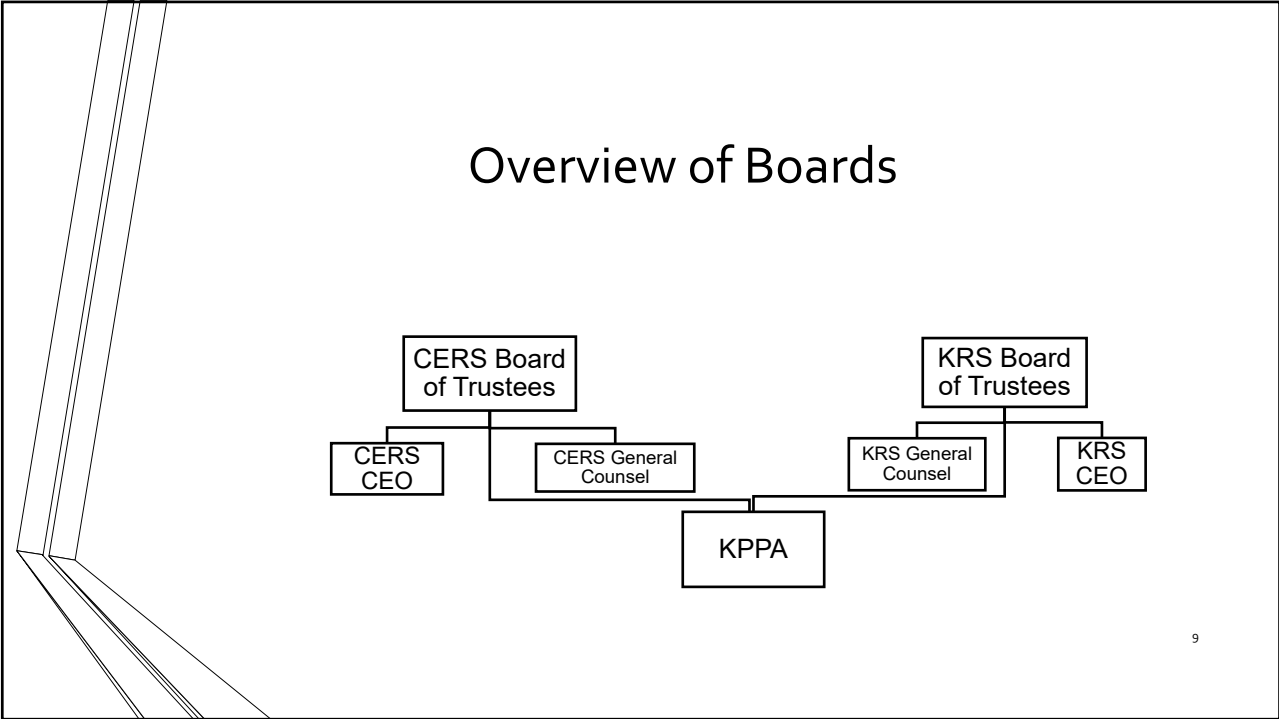 Overview of Boards
CERS Board
of Trustees
KRS Board
of Trustees
CERS
CEO
CERS General
Counsel
KRS General
Counsel
KRS
CEO
KPPA
9